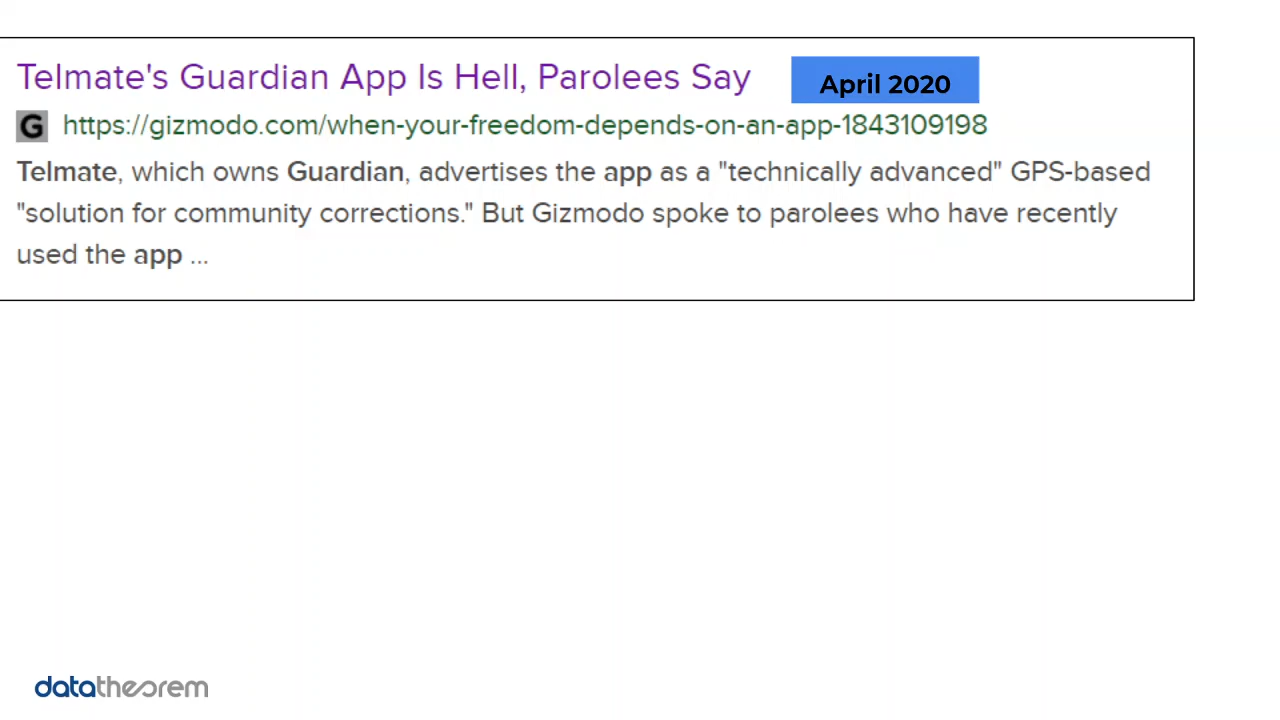 Telmate's Guardian App Is Hell, Parolees Say
April 2020
G https://gizmodo.com/when-your-freedom-depends-on-an-app-1843109198
Telmate, which owns Guardian, advertises the app as a "technically advanced" GPS-based
"solution for community corrections." But Gizmodo spoke to parolees who have recently
used the app ...
datatheorem